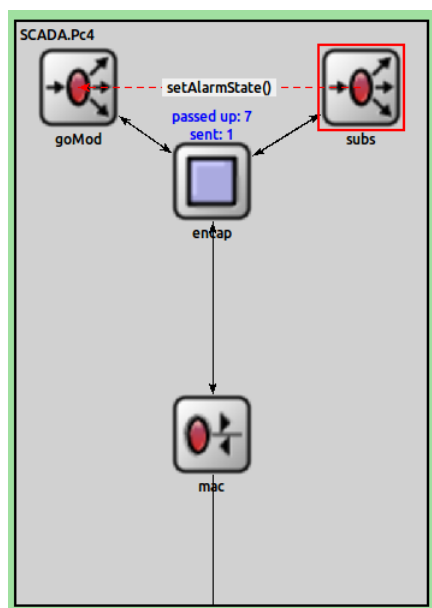 SCADA.Pc4
setAlarmState()
goMod
subs
passed up: 7
sent: 1
encap
mac